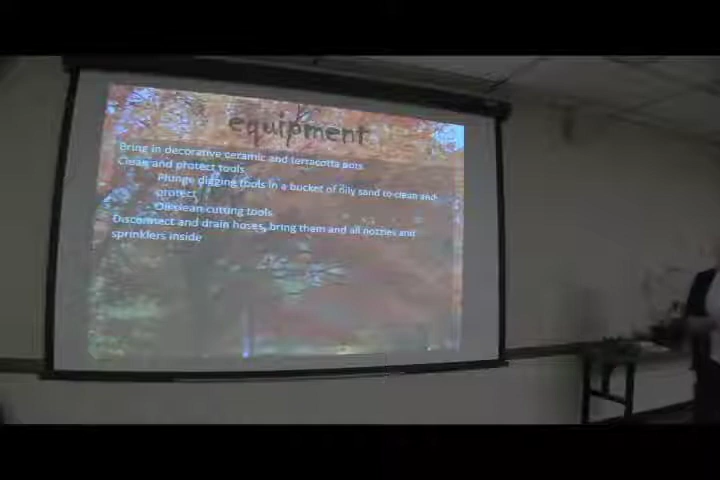 equipment
Bring in decorative ceramic and terracotta pots
Clean and protect tools
Plunge digging tools in a bucket of oily sand to clean and
protect
Oil clean cutting tools
Disconnect and drain hoses, bring them and all nozzles and
sprinklers inside